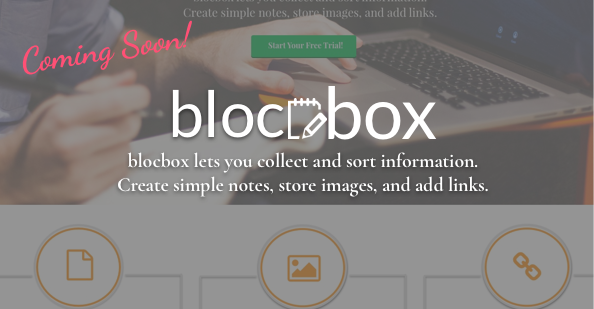 Create simple notes, store images, and add links.
Coming Soon!
Start Your Free Trial!
blocbox
blocbox lets you collect and sort information.
Create simple notes, store images, and add links.